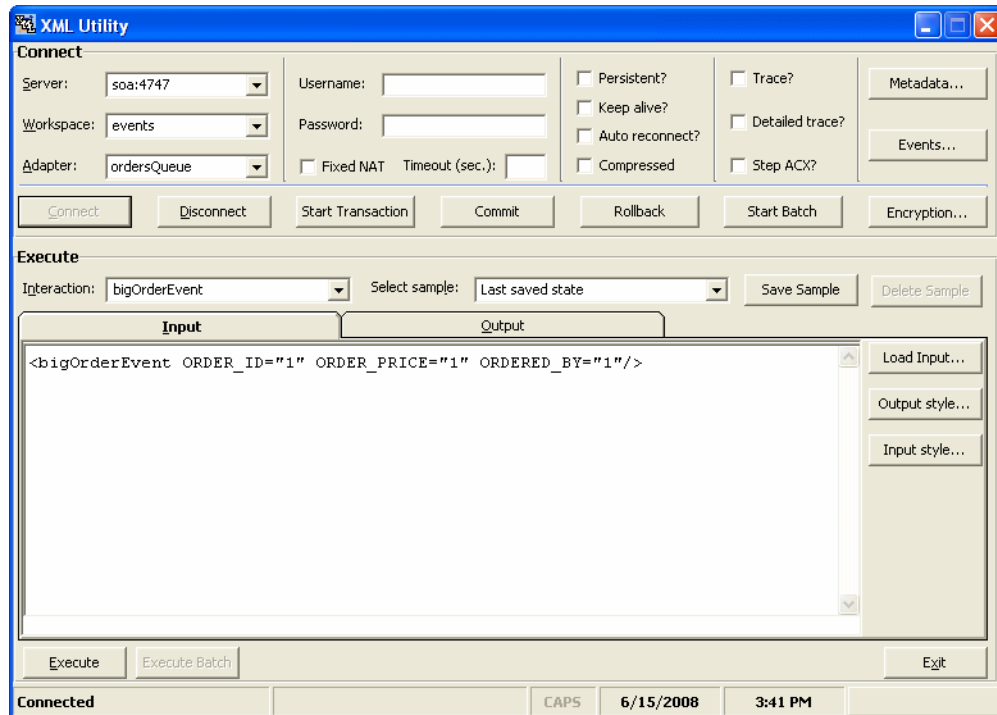 XML Utility
Connect
Server: soa:4747
Workspace: events
Adapter: ordersQueue
Username:
Password:
Fixed NAT Timeout (sec.):
Persistent?
Keep alive?
Auto reconnect?
Compressed
Trace?
Detailed trace?
Step ACX?
Metadata...
Events...
Connect Disconnect Start Transaction Commit Rollback Start Batch Encryption...
Execute
Interaction: bigOrderEvent Select sample: Last saved state Save Sample Delete Sample
Input Output
<bigOrderEvent ORDER_ID="1" ORDER_PRICE="1" ORDERED_BY="1"/>
Load Input...
Output style...
Input style...
Execute Execute Batch Exit
Connected CAPS 6/15/2008 3:41 PM